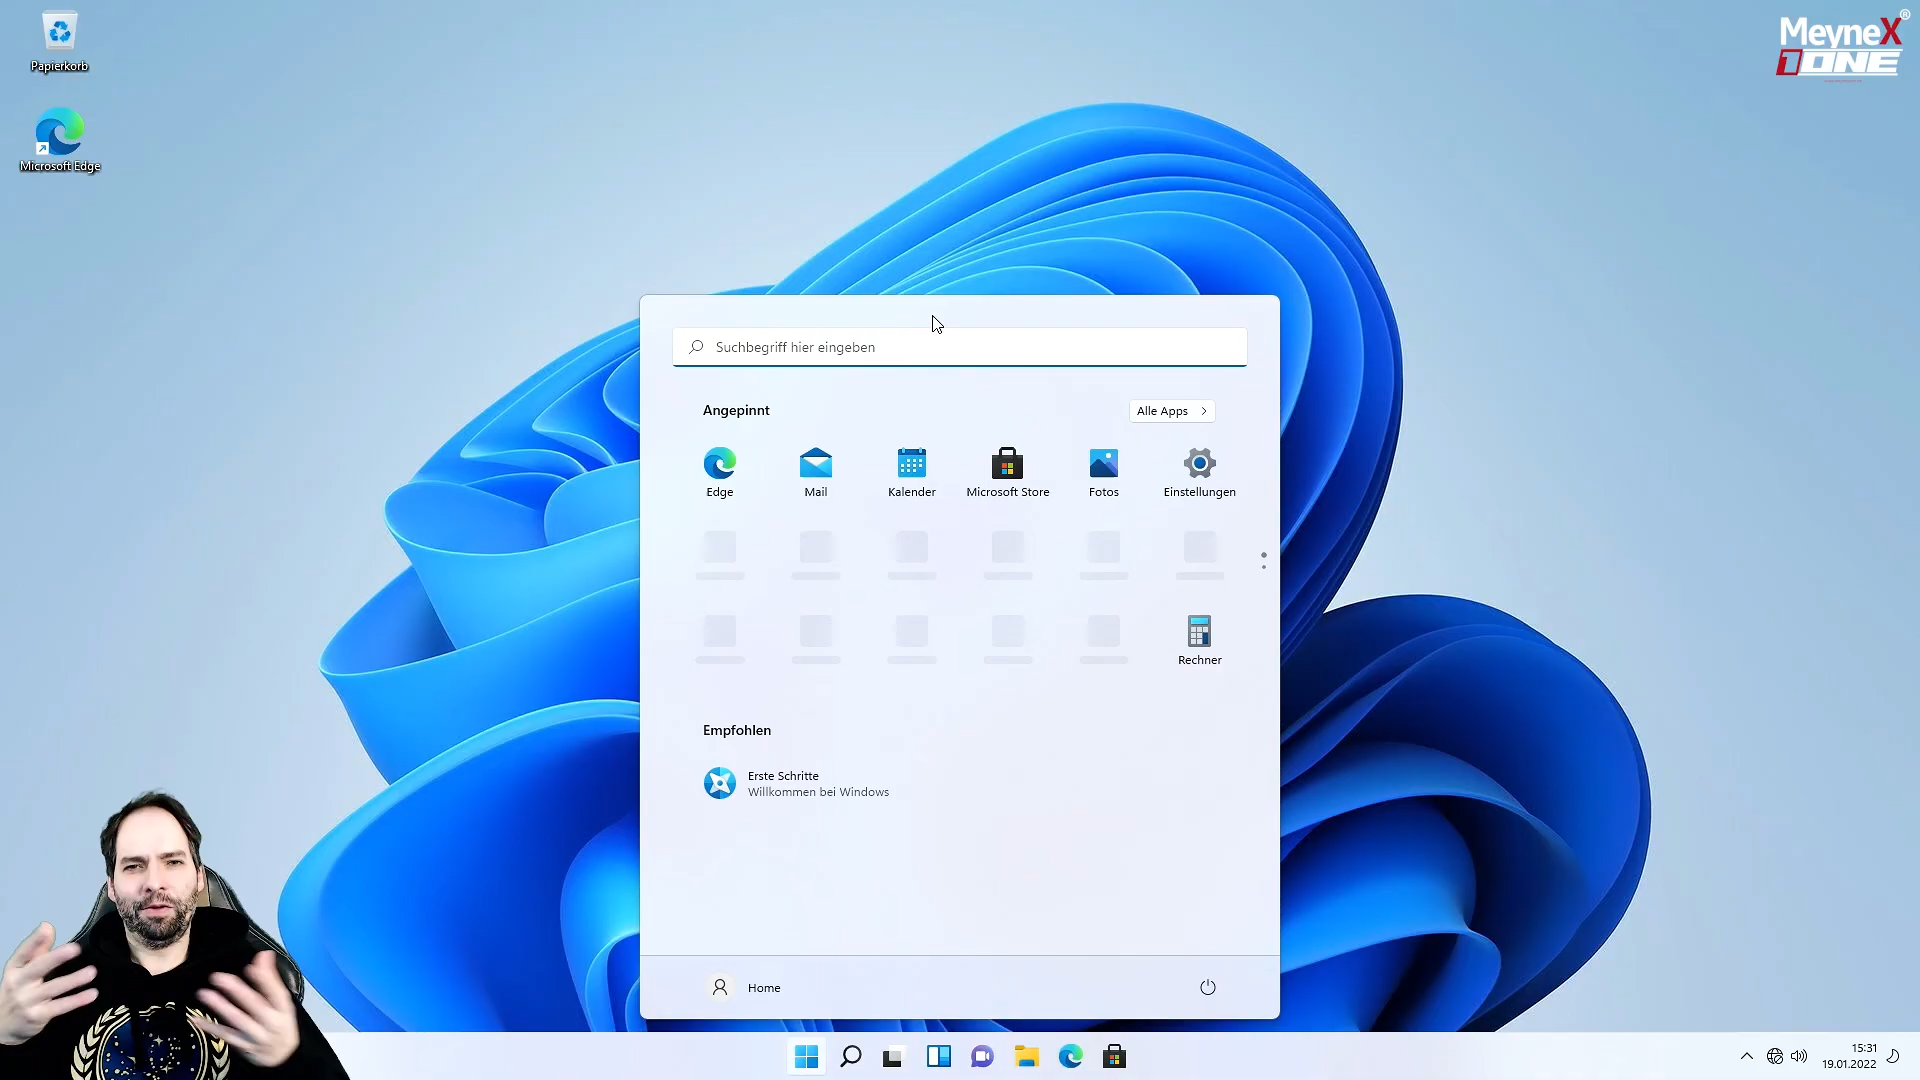 Papierkorb
Microsoft Edge
MeyneX®
1ONE
Suchbegriff hier eingeben
Angepinnt
Alle Apps
Edge
Mail
Kalender
Microsoft Store
Fotos
Einstellungen
Rechner
Empfohlen
Erste Schritte
Willkommen bei Windows
Home
15:31
19.01.2022